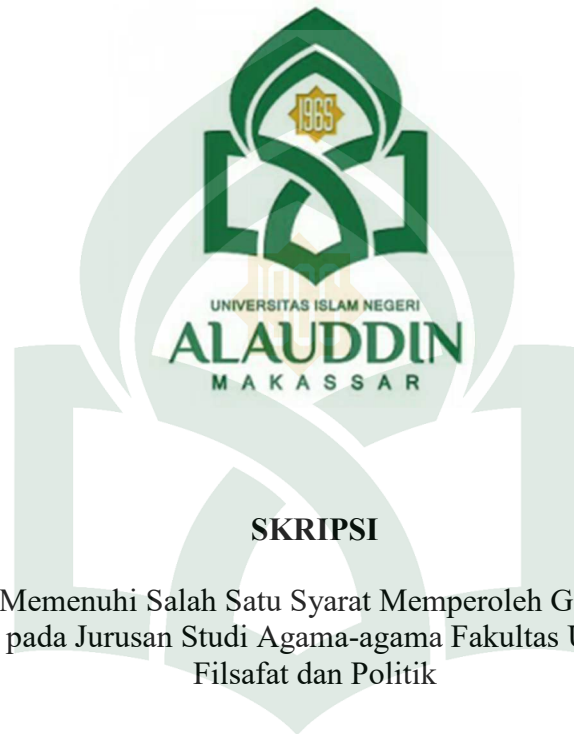 1965
UNIVERSITAS ISLAM NEGERI
ALAUDDIN
MAKASSAR
SKRIPSI
Memenuhi Salah Satu Syarat Memperoleh G
pada Jurusan Studi Agama-agama Fakultas U
Filsafat dan Politik